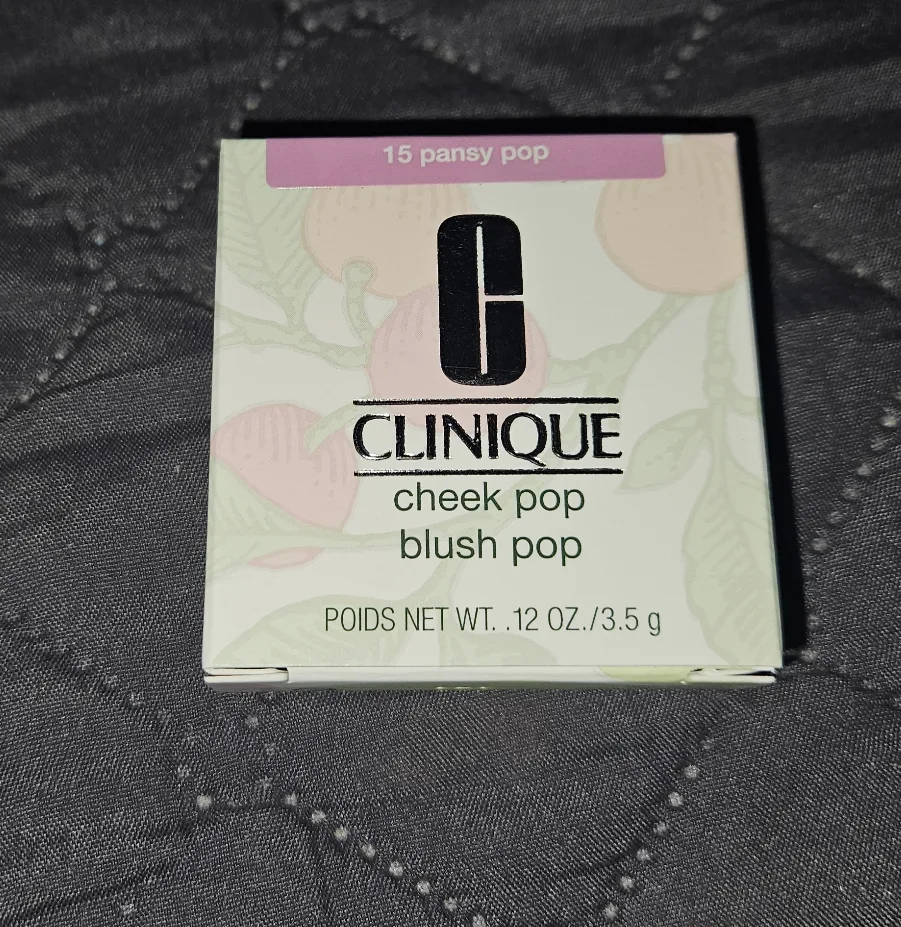 15 pansy pop
C
CLINIQUE
cheek pop
blush pop
POIDS NET WT. .12 OZ./3.5 g